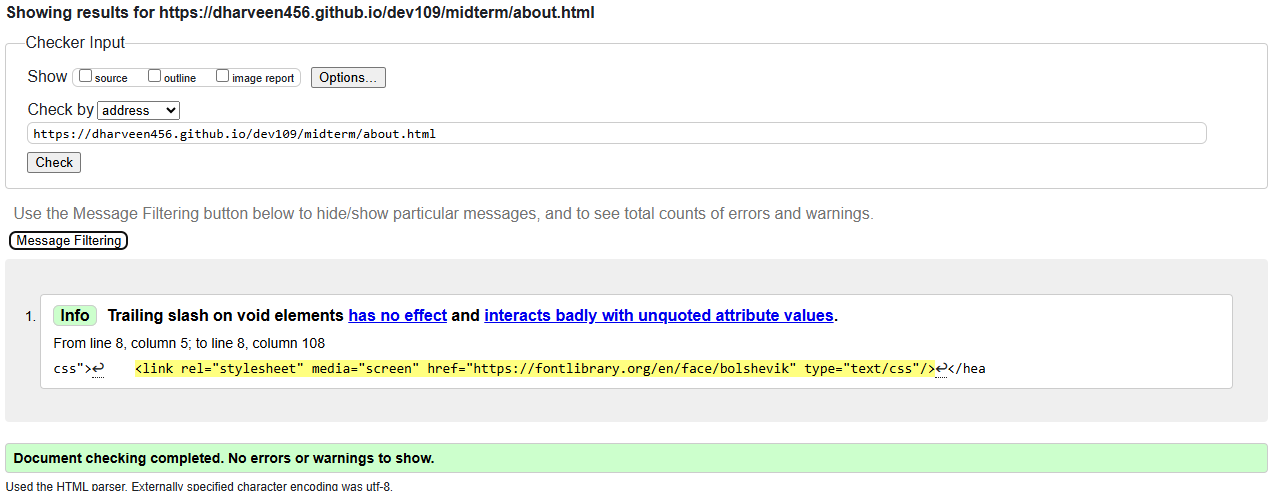 Showing results for https://dharveen456.github.io/dev109/midterm/about.html
Checker Input
Show source outline image report Options...
Check by address
https://dharveen456.github.io/dev109/midterm/about.html
Check
Use the Message Filtering button below to hide/show particular messages, and to see total counts of errors and warnings.
Message Filtering
1. Info Trailing slash on void elements has no effect and interacts badly with unquoted attribute values.
From line 8, column 5; to line 8, column 108
css">↩ <link rel="stylesheet" media="screen" href="https://fontlibrary.org/en/face/bolshevik" type="text/css"/>↩</hea
Document checking completed. No errors or warnings to show.
Used the HTML parser. Externally specified character encoding was utf-8.